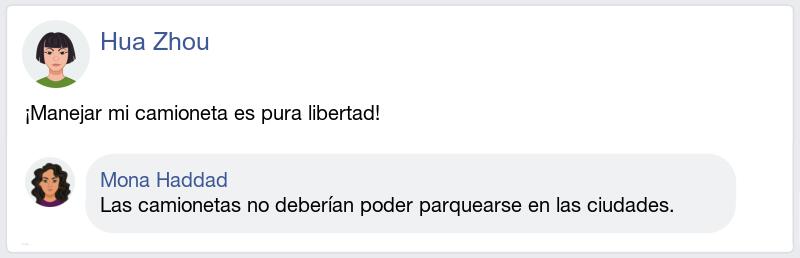 Hua Zhou
¡Manejar mi camioneta es pura libertad!
Mona Haddad
Las camionetas no deberían poder parquearse en las ciudades.